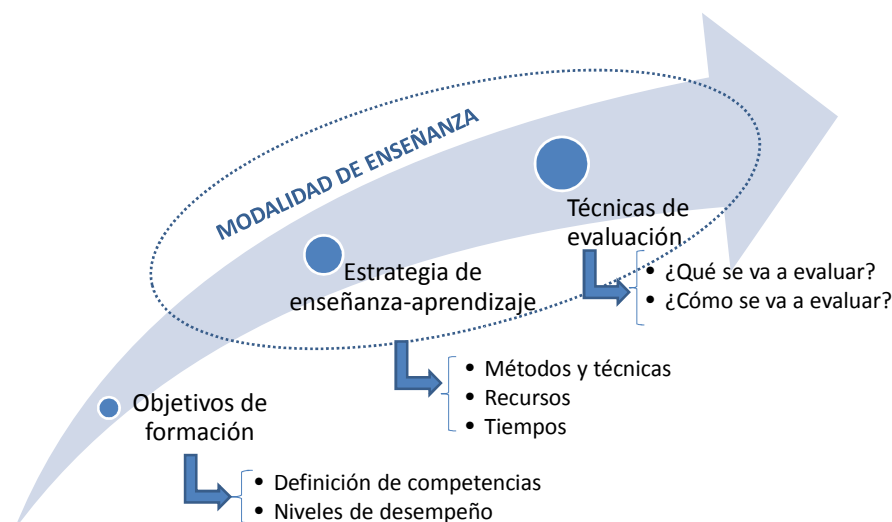 MODALIDAD DE ENSEÑANZA
Técnicas de
evaluación
• ¿Qué se va a evaluar?
• ¿Cómo se va a evaluar?
Estrategia de
enseñanza-aprendizaje
• Métodos y técnicas
• Recursos
• Tiempos
Objetivos de
formación
• Definición de competencias
• Niveles de desempeño